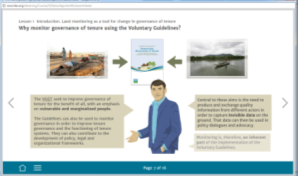 Lesson 1 Introduction, Land monitoring as a tool for change in governance of tenure
Why monitor governance of tenure using the Voluntary Guidelines?
The VGGT seek to improve governance of
tenure for the benefit of all, with an emphasis
on vulnerable and marginalized people.
The Guidelines can also be used to monitor
governance in order to improve tenure
governance and the functioning of tenure
systems. They can also contribute to the
development of policy, legal and
organizational frameworks.
Central to these aims is the need to
produce and exchange quality
information from different actors in
order to capture invisible data on the
ground. That data can then be used in
policy dialogues and advocacy.
Monitoring is, therefore, an inherent
part of the implementation of the
Voluntary Guidelines.